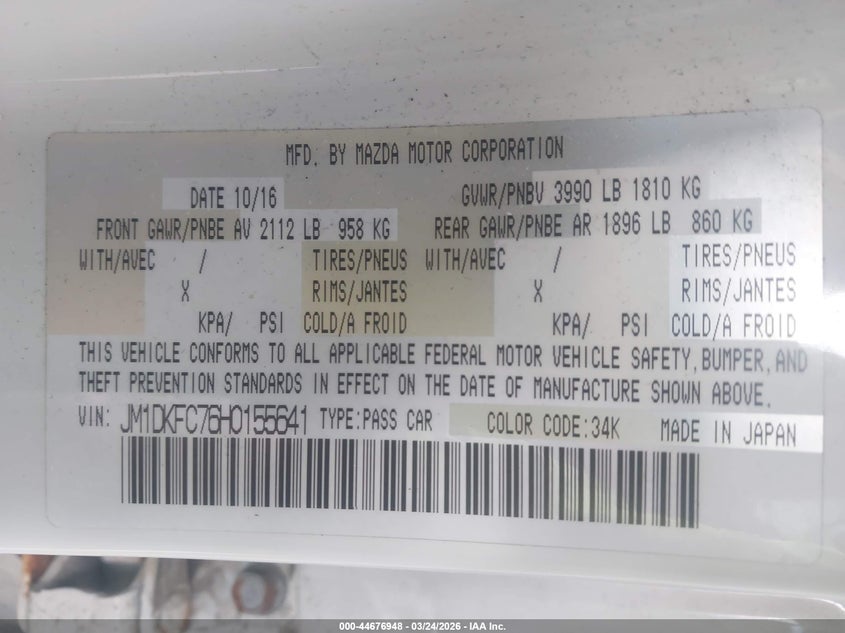 MFD. BY MAZDA MOTOR CORPORATION
DATE 10/16 GVWR/PNBV 3990 LB 1810 KG
FRONT GAWR/PNBE AV 2112 LB 958 KG REAR GAWR/PNBE AR 1896 LB 860 KG
WITH/AVEC / TIRES/PNEUS WITH/AVEC / TIRES/PNEUS
X RIMS/JANTES X RIMS/JANTES
KPA/ PSI COLD/A FROID KPA/ PSI COLD/A FROID
THIS VEHICLE CONFORMS TO ALL APPLICABLE FEDERAL MOTOR VEHICLE SAFETY, BUMPER, AND
THEFT PREVENTION STANDARDS IN EFFECT ON THE DATE OF MANUFACTURE SHOWN ABOVE.
VIN: JM1DKFC76H0155641 TYPE:PASS CAR COLOR CODE:34K MADE IN JAPAN
000-44676948 - 03/24/2026 - IAA Inc.